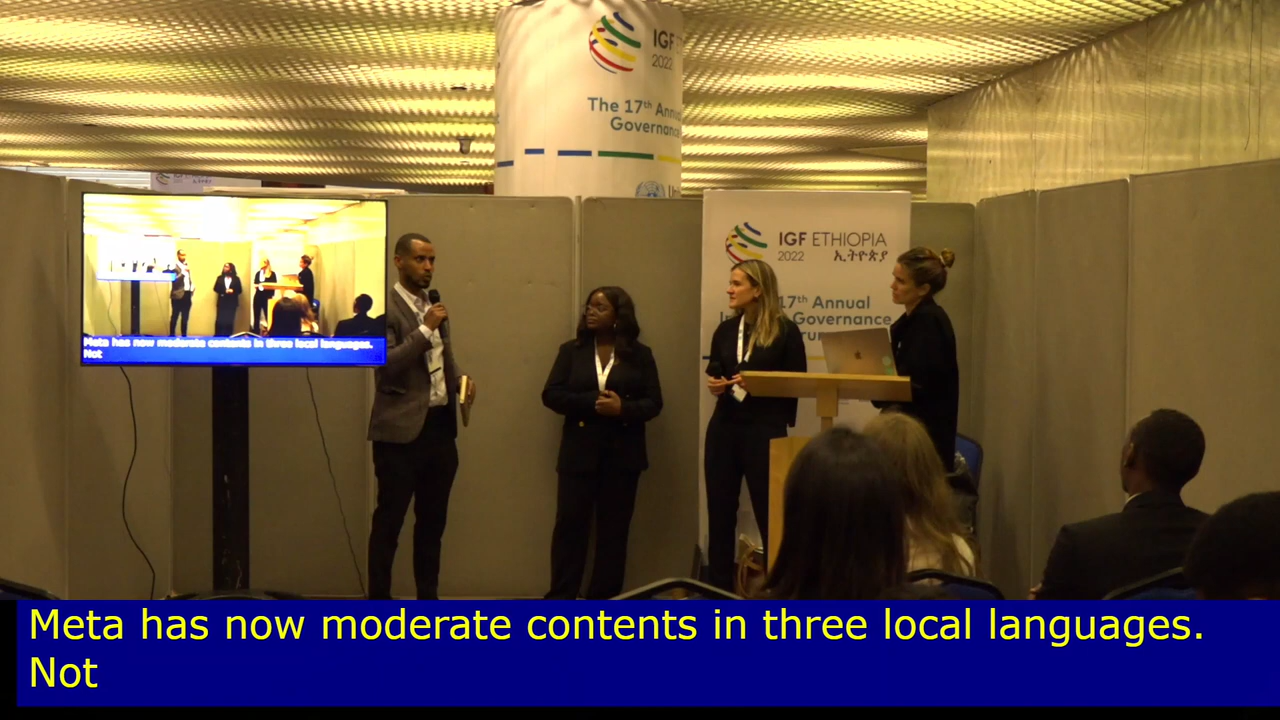 IGF
2022
The 17th Annu
Governance
IGF ETHIOPIA
2022 ኢትዮጵያ
17th Annual
Governance
Meta has now moderate contents in three local languages.
Not
Meta has now moderate contents in three local languages.
Not